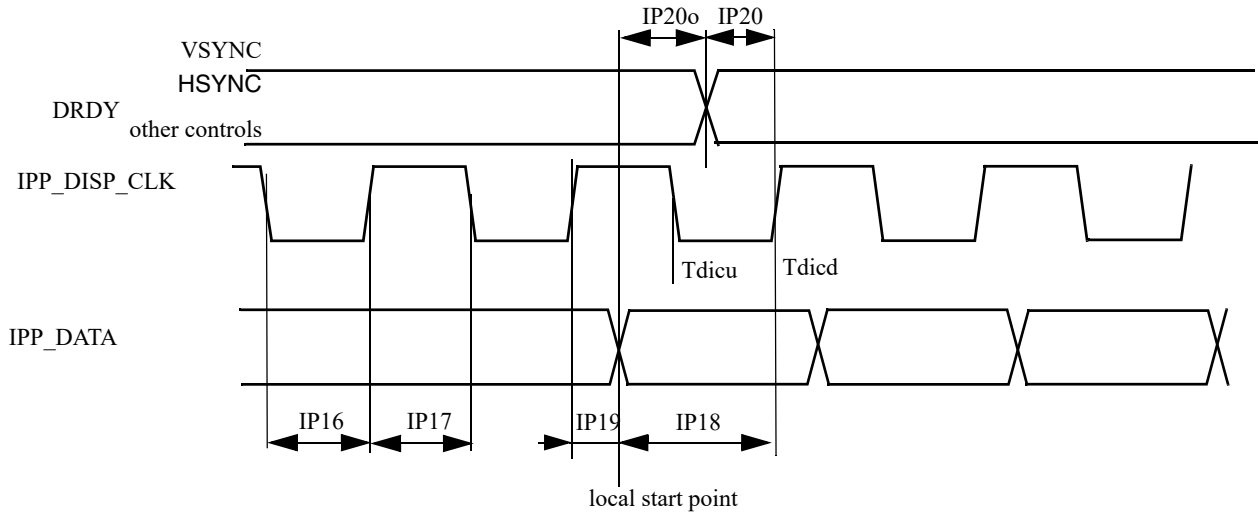 IP20o IP20
VSYNC
HSYNC
DRDY
other controls
IPP_DISP_CLK
Tdicu Tdicd
IPP_DATA
IP16 IP17 IP19 IP18
local start point